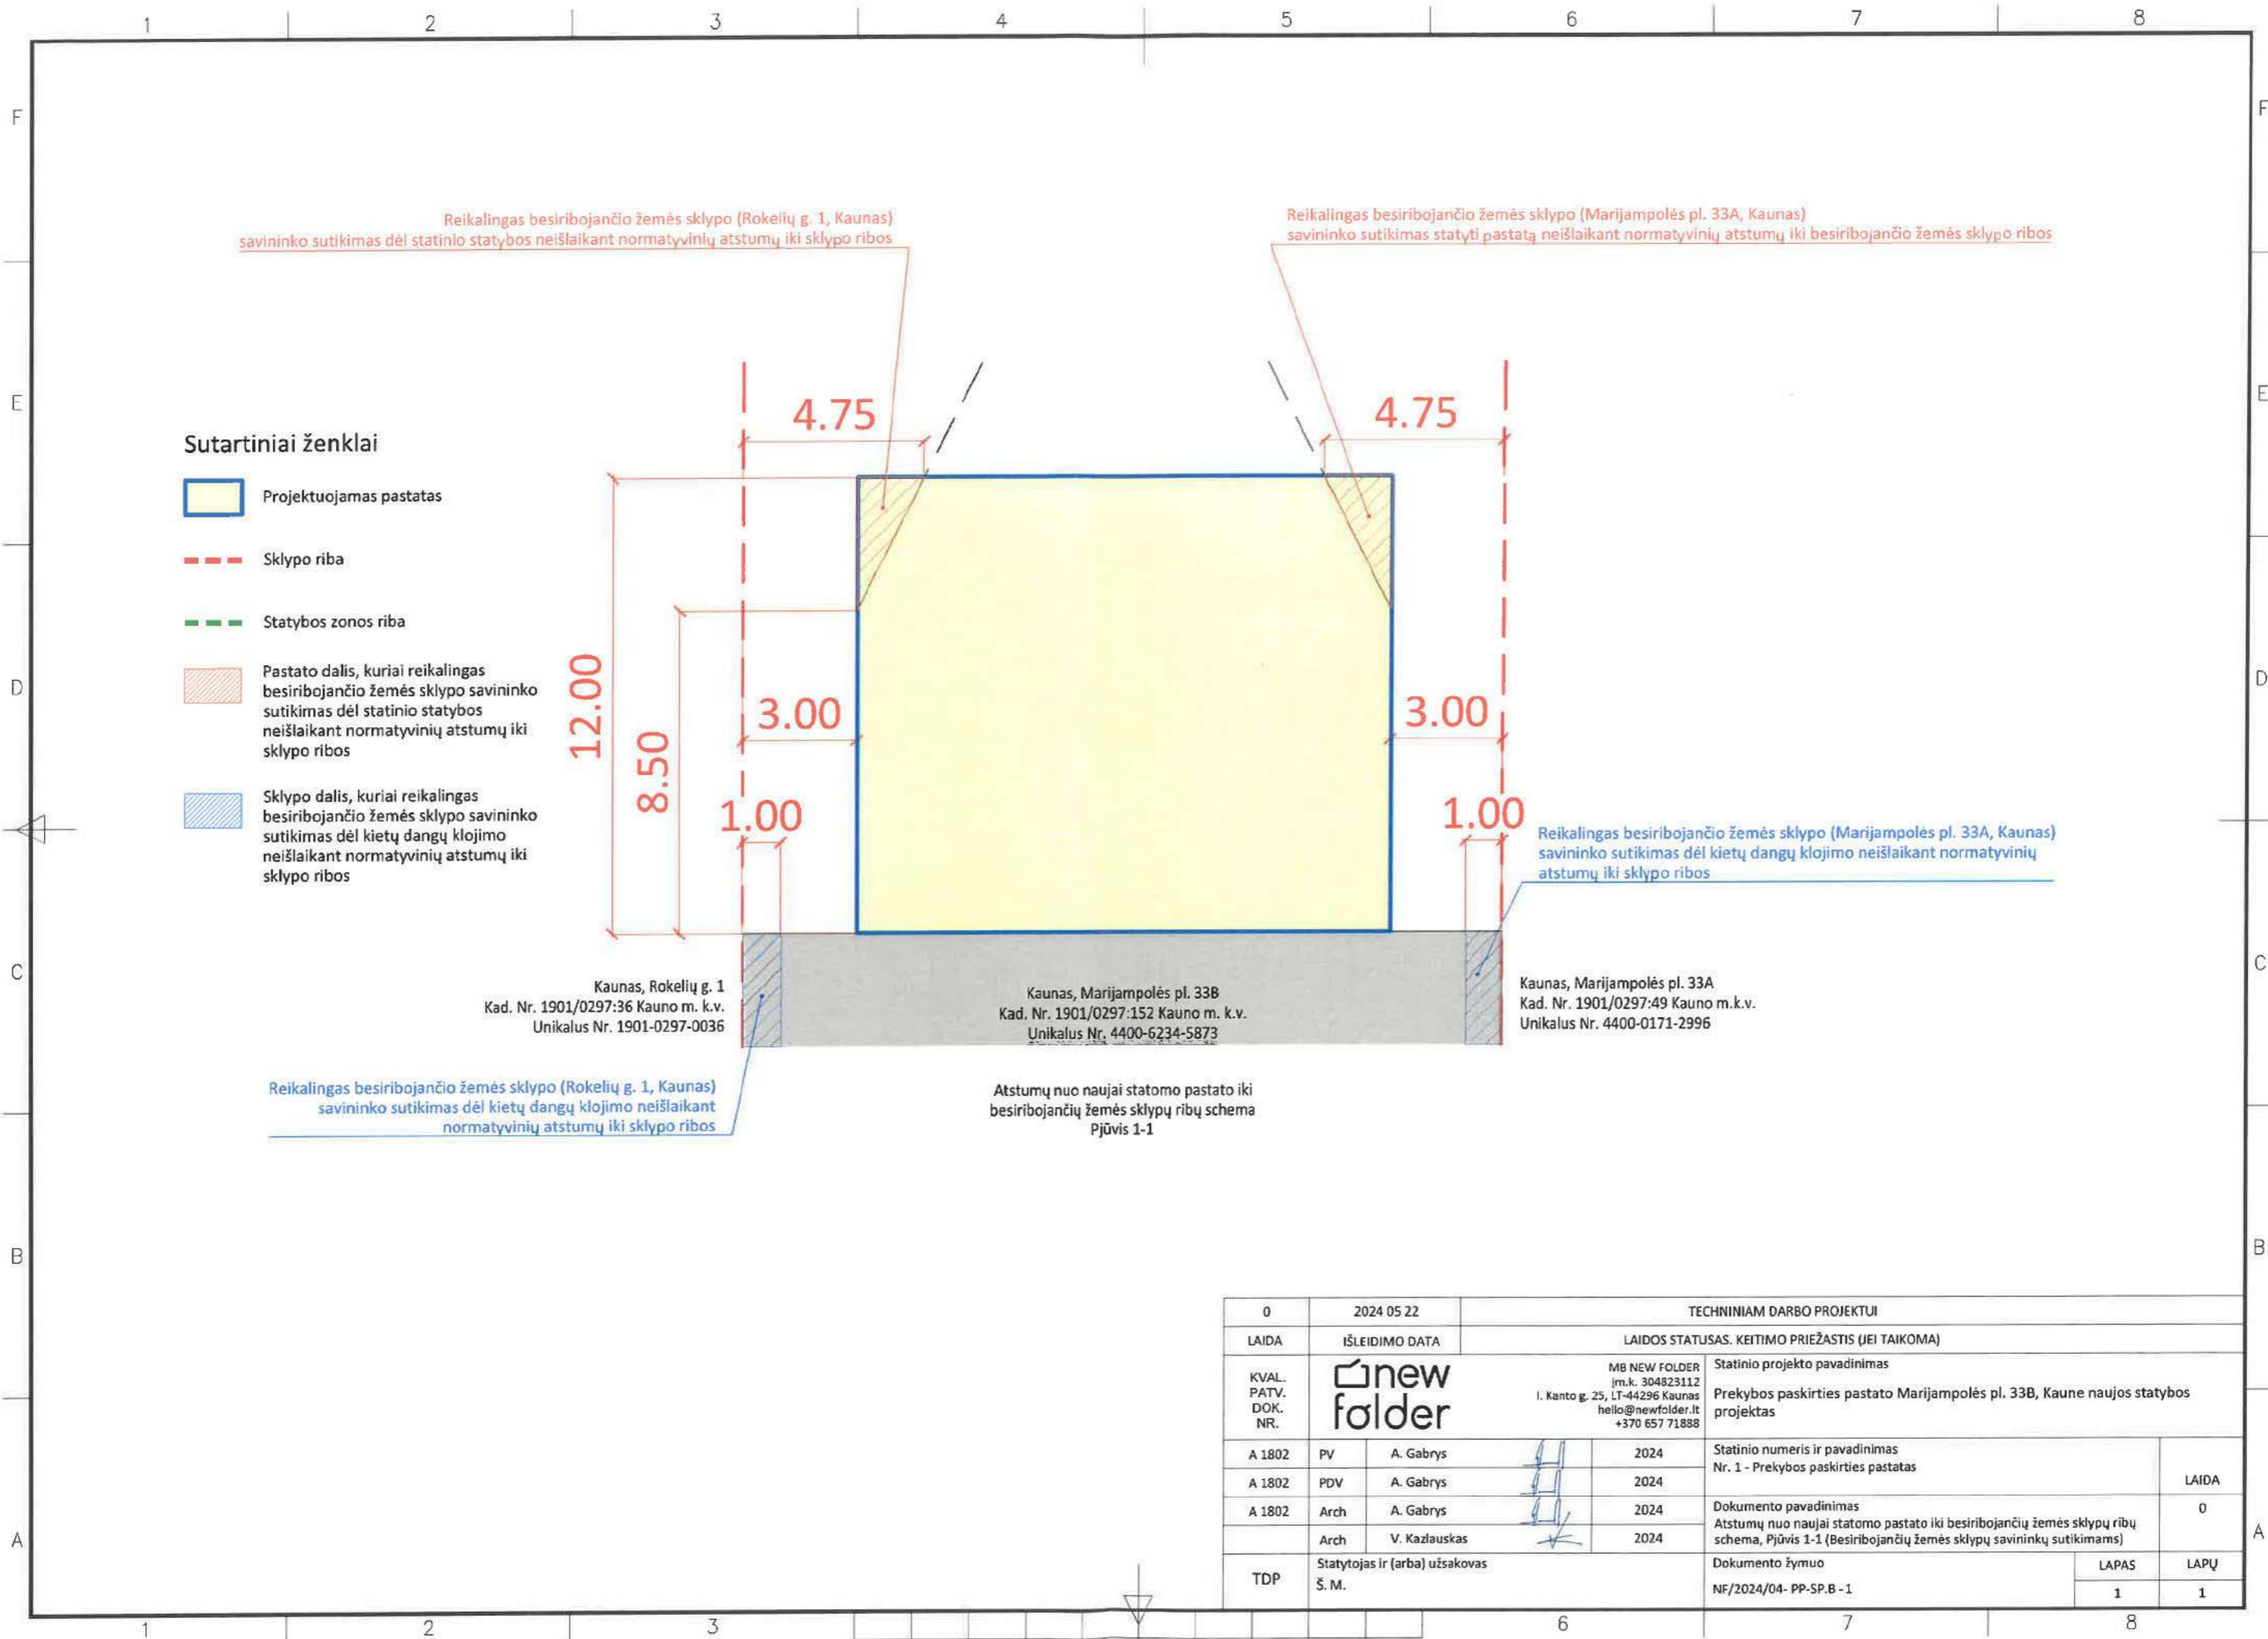 1 2 3 4 5 6 7 8
F F
E E
D D
C C
B B
A A
Reikalingas besiribojančio žemės sklypo (Rokelių g. 1, Kaunas)
savininko sutikimas dėl statinio statybos neišlaikant normatyvinių atstumų iki sklypo ribos
Reikalingas besiribojančio žemės sklypo (Marijampolės pl. 33A, Kaunas)
savininko sutikimas statyti pastatą neišlaikant normatyvinių atstumų iki besiribojančio žemės sklypo ribos
Sutartiniai ženklai
Projektuojamas pastatas
Sklypo riba
Statybos zonos riba
Pastato dalis, kuriai reikalingas
besiribojančio žemės sklypo savininko
sutikimas dėl statinio statybos
neišlaikant normatyvinių atstumų iki
sklypo ribos
Sklypo dalis, kuriai reikalingas
besiribojančio žemės sklypo savininko
sutikimas dėl kietų dangų klojimo
neišlaikant normatyvinių atstumų iki
sklypo ribos
4.75
4.75
12.00
8.50
3.00
3.00
1.00
1.00
Reikalingas besiribojančio žemės sklypo (Marijampolės pl. 33A, Kaunas)
savininko sutikimas dėl kietų dangų klojimo neišlaikant normatyvinių
atstumų iki sklypo ribos
Kaunas, Rokelių g. 1
Kad. Nr. 1901/0297:36 Kauno m. k.v.
Unikalus Nr. 1901-0297-0036
Kaunas, Marijampolės pl. 33B
Kad. Nr. 1901/0297:152 Kauno m. k.v.
Unikalus Nr. 4400-6234-5873
Kaunas, Marijampolės pl. 33A
Kad. Nr. 1901/0297:49 Kauno m.k.v.
Unikalus Nr. 4400-0171-2996
Reikalingas besiribojančio žemės sklypo (Rokelių g. 1, Kaunas)
savininko sutikimas dėl kietų dangų klojimo neišlaikant
normatyvinių atstumų iki sklypo ribos
Atstumų nuo naujai statomo pastato iki
besiribojančių žemės sklypų ribų schema
Pjūvis 1-1
0 2024 05 22 TECHNINIAM DARBO PROJEKTUI
LAIDA IŠLEIDIMO DATA LAIDOS STATUSAS. KEITIMO PRIEŽASTIS (JEI TAIKOMA)
KVAL.
PATV.
DOK.
NR.
new
folder
MB NEW FOLDER
įm.k. 304823112
I. Kanto g. 25, LT-44296 Kaunas
hello@newfolder.lt
+370 657 71888
Statinio projekto pavadinimas
Prekybos paskirties pastato Marijampolės pl. 33B, Kaune naujos statybos
projektas
A 1802 PV A. Gabrys 2024
A 1802 PDV A. Gabrys 2024
A 1802 Arch A. Gabrys 2024
Arch V. Kazlauskas 2024
Statinio numeris ir pavadinimas
Nr. 1 - Prekybos paskirties pastatas
LAIDA
0
Dokumento pavadinimas
Atstumų nuo naujai statomo pastato iki besiribojančių žemės sklypų ribų
schema, Pjūvis 1-1 (Besiribojančių žemės sklypų savininkų sutikimams)
TDP
Statytojas ir (arba) užsakovas
Š. M.
Dokumento žymuo
NF/2024/04- PP-SP.B -1
LAPAS LAPŲ
1 1
1 2 3 6 7 8